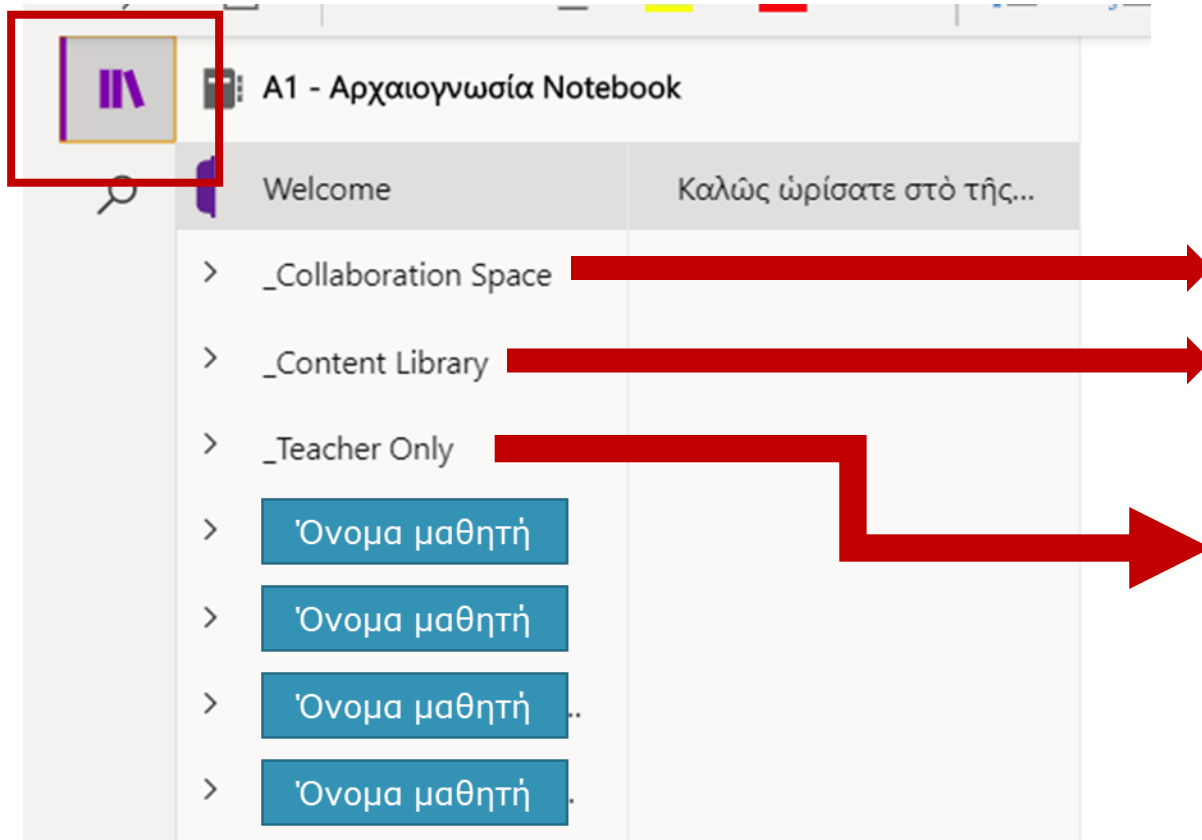 A1 - Αρχαιογνωσία Notebook
Welcome
Καλῶς ὡρίσατε στὸ τῆς...
_Collaboration Space
_Content Library
_Teacher Only
Όνομα μαθητή
Όνομα μαθητή
Όνομα μαθητή ..
Όνομα μαθητή .